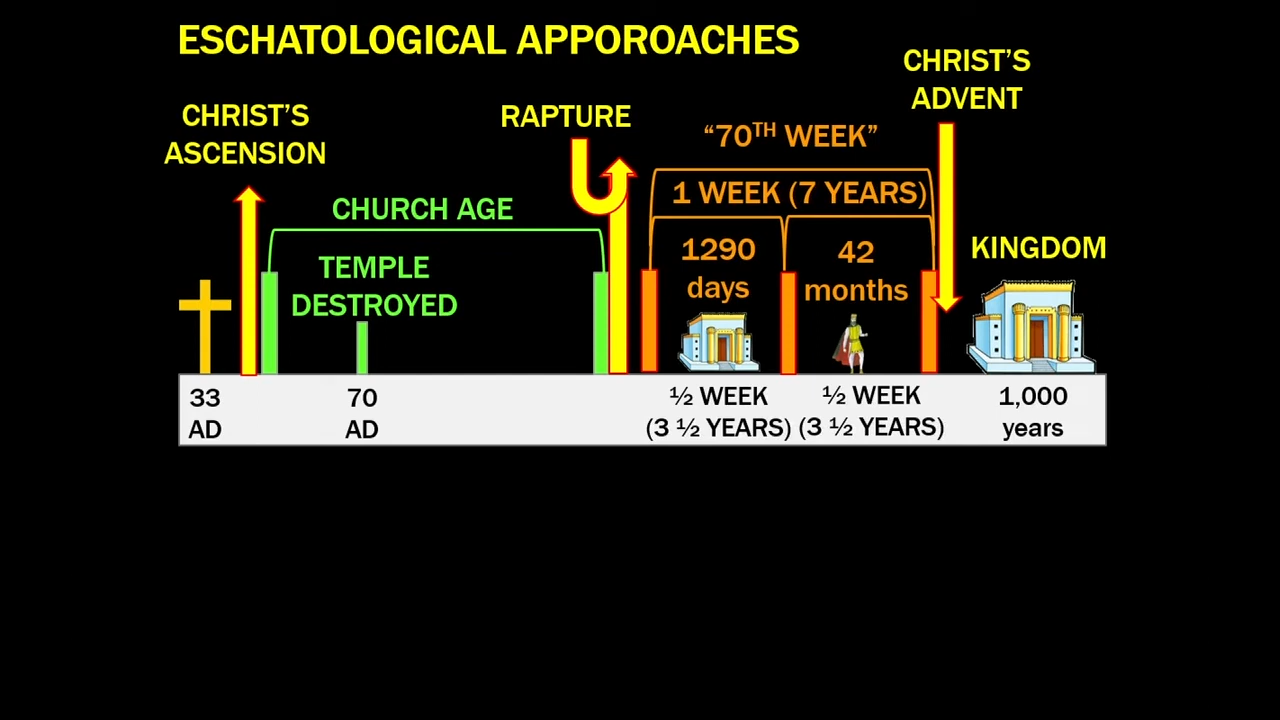 ESCHATOLOGICAL APPOROACHES
CHRIST'S
ASCENSION
CHURCH AGE
TEMPLE
DESTROYED
RAPTURE
"70TH WEEK"
1 WEEK (7 YEARS)
1290
days
42
months
CHRIST'S
ADVENT
KINGDOM
33
AD
70
AD
½ WEEK
(3 ½ YEARS)
½ WEEK
(3 ½ YEARS)
1,000
years